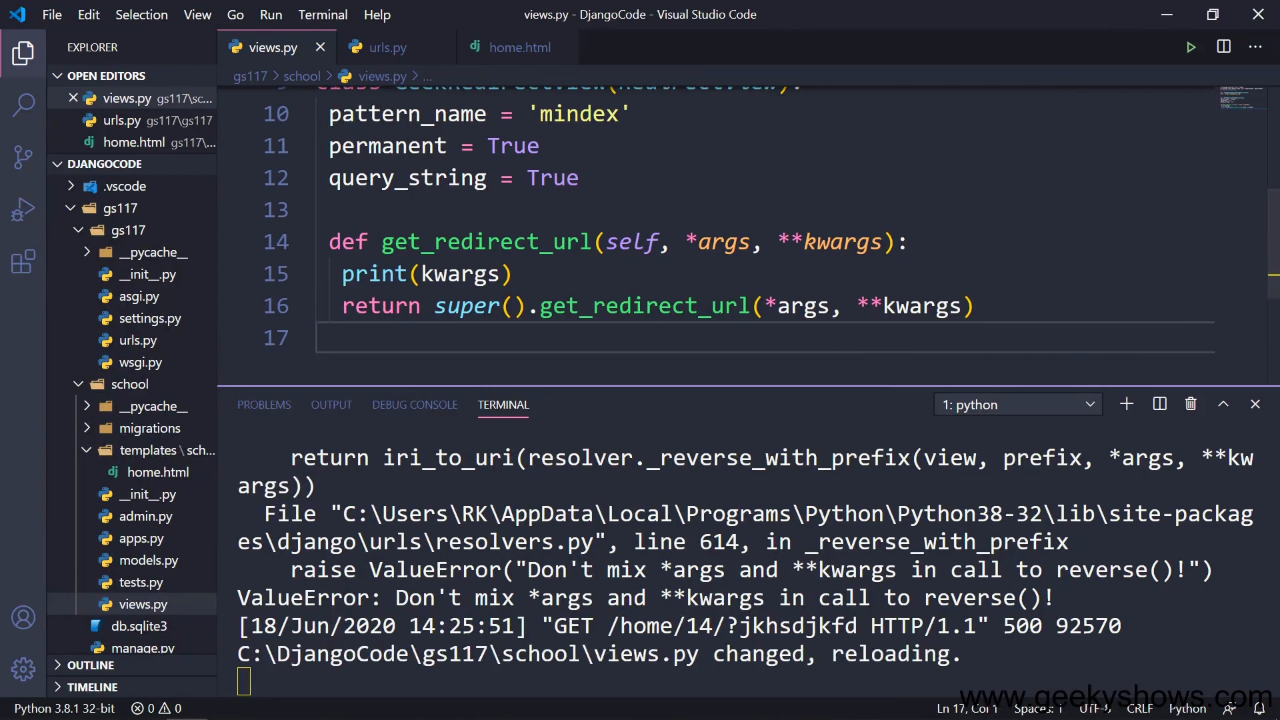 File Edit Selection View Go Run Terminal Help views.py - DjangoCode - Visual Studio Code
EXPLORER views.py urls.py home.html
OPEN EDITORS gs117 > school > views.py > ...
views.py gs117\sc...
urls.py gs117\gs117
home.html gs117\...
DJANGOCODE
.vscode
gs117
gs117
__pycache__
__init__.py
asgi.py
settings.py
urls.py
wsgi.py
school
__pycache__
migrations
templates \ sch...
home.html
__init__.py
admin.py
apps.py
models.py
tests.py
views.py
db.sqlite3
manage.py
OUTLINE
TIMELINE
class GeekRedirectView(RedirectView):
10 pattern_name = 'mindex'
11 permanent = True
12 query_string = True
13
14 def get_redirect_url(self, *args, **kwargs):
15 print(kwargs)
16 return super().get_redirect_url(*args, **kwargs)
17
PROBLEMS OUTPUT DEBUG CONSOLE TERMINAL 1: python
return iri_to_uri(resolver._reverse_with_prefix(view, prefix, *args, **kw
args))
File "C:\Users\RK\AppData\Local\Programs\Python\Python38-32\lib\site-packag
es\django\urls\resolvers.py", line 614, in _reverse_with_prefix
raise ValueError("Don't mix *args and **kwargs in call to reverse()!")
ValueError: Don't mix *args and **kwargs in call to reverse()!
[18/Jun/2020 14:25:51] "GET /home/14/?jkhsdjkfd HTTP/1.1" 500 92570
C:\DjangoCode\gs117\school\views.py changed, reloading.
www.geekyshows.com
Python 3.8.1 32-bit 0 0 Ln 17, Col 1 Spaces: 1 UTF-8 CRLF Python